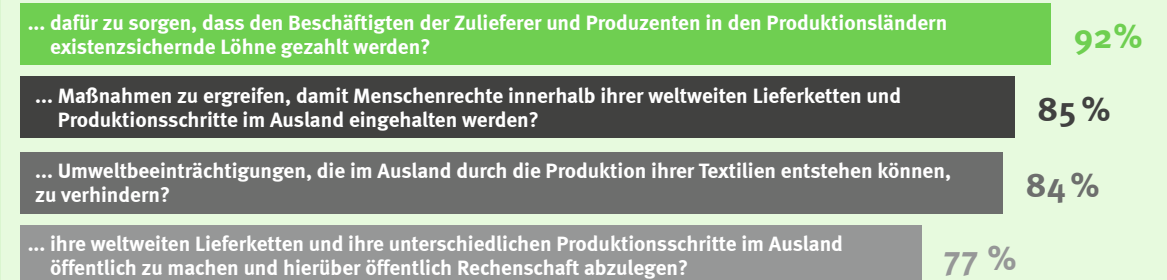 ... dafür zu sorgen, dass den Beschäftigten der Zulieferer und Produzenten in den Produktionsländern
existenzsichernde Löhne gezahlt werden?
92%
... Maßnahmen zu ergreifen, damit Menschenrechte innerhalb ihrer weltweiten Lieferketten und
Produktionsschritte im Ausland eingehalten werden?
85 %
... Umweltbeeinträchtigungen, die im Ausland durch die Produktion ihrer Textilien entstehen können,
zu verhindern?
84 %
... ihre weltweiten Lieferketten und ihre unterschiedlichen Produktionsschritte im Ausland
öffentlich zu machen und hierüber öffentlich Rechenschaft abzulegen?
77 %